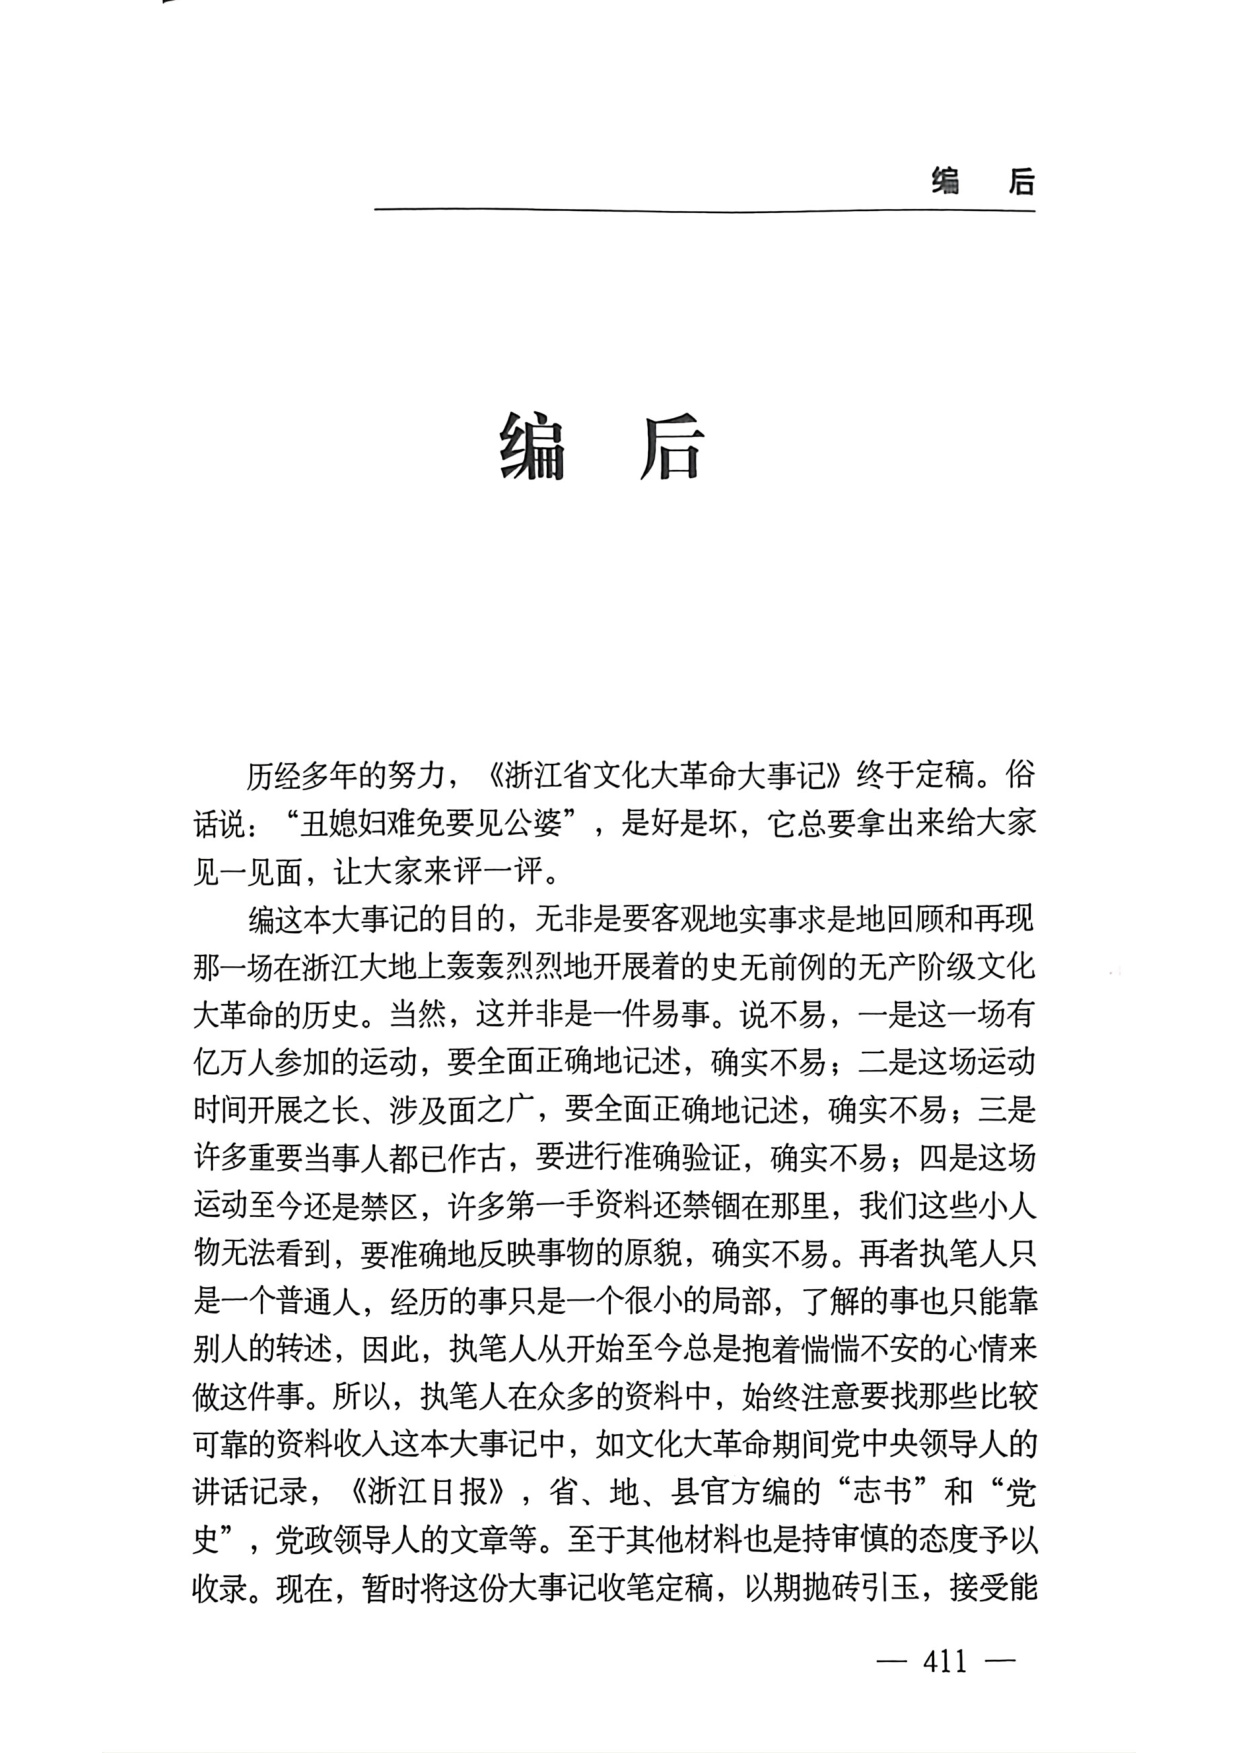 编 后
编 后
历经多年的努力，《浙江省文化大革命大事记》终于定稿。俗
话说：“丑媳妇难免要见公婆”，是好是坏，它总要拿出来给大家
见一见面，让大家来评一评。
编这本大事记的目的，无非是要客观地实事求是地回顾和再现
那一场在浙江大地上轰轰烈烈地开展着的史无前例的无产阶级文化
大革命的历史。当然，这并非是一件易事。说不易，一是这一场有
亿万人参加的运动，要全面正确地记述，确实不易；二是这场运动
时间开展之长、涉及面之广，要全面正确地记述，确实不易；三是
许多重要当事人都已作古，要进行准确验证，确实不易；四是这场
运动至今还是禁区，许多第一手资料还禁锢在那里，我们这些小人
物无法看到，要准确地反映事物的原貌，确实不易。再者执笔人只
是一个普通人，经历的事只是一个很小的局部，了解的事也只能靠
别人的转述，因此，执笔人从开始至今总是抱着惴惴不安的心情来
做这件事。所以，执笔人在众多的资料中，始终注意要找那些比较
可靠的资料收入这本大事记中，如文化大革命期间党中央领导人的
讲话记录，《浙江日报》，省、地、县官方编的“志书”和“党
史”，党政领导人的文章等。至于其他材料也是持审慎的态度予以
收录。现在，暂时将这份大事记收笔定稿，以期抛砖引玉，接受能
— 411 —